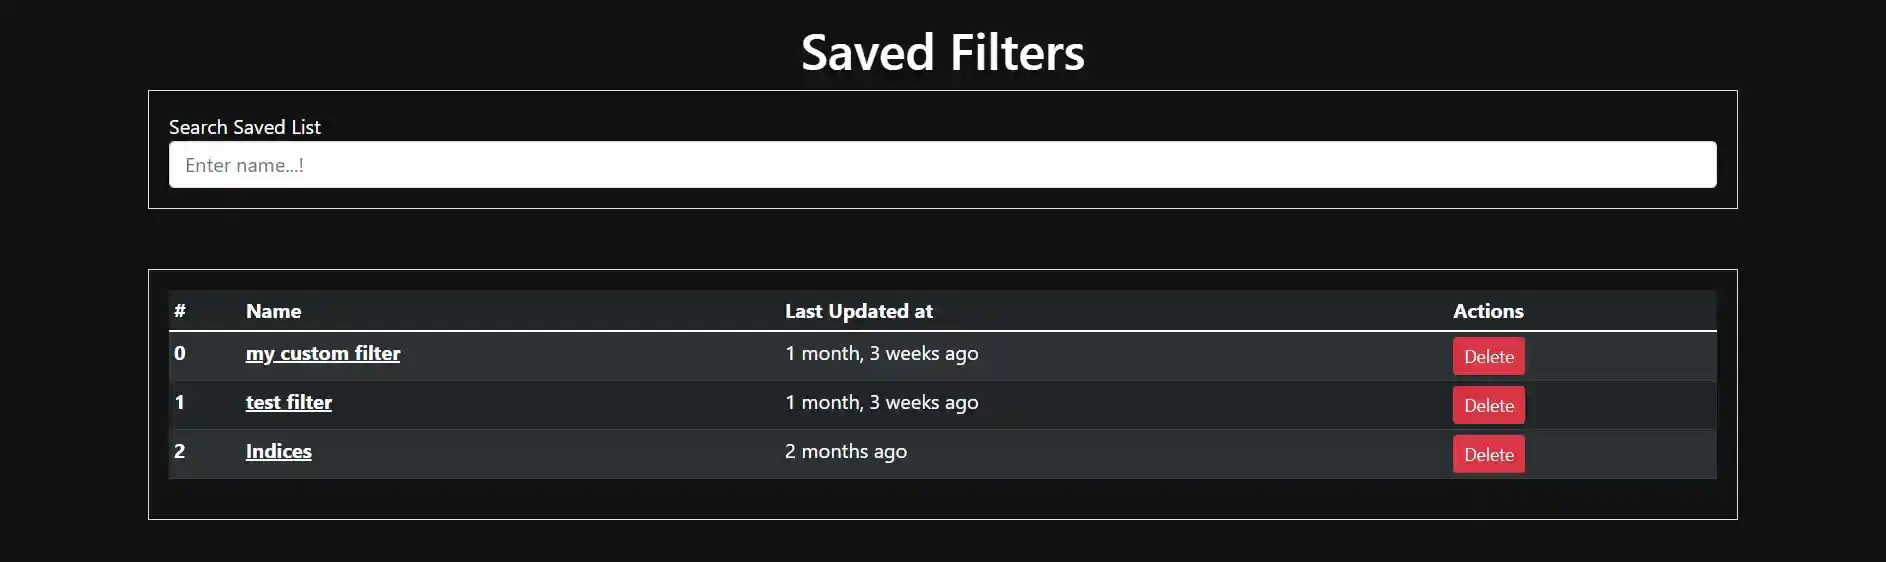 Saved Filters
Search Saved List
Enter name...!
# Name Last Updated at Actions
0 my custom filter 1 month, 3 weeks ago Delete
1 test filter 1 month, 3 weeks ago Delete
2 Indices 2 months ago Delete